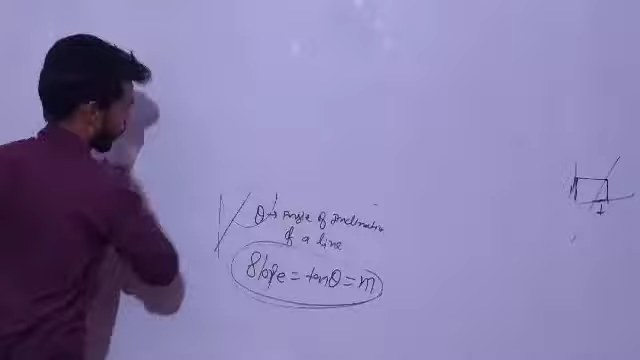 θ → Angle of Inclination
of a line
Slope = tanθ = m